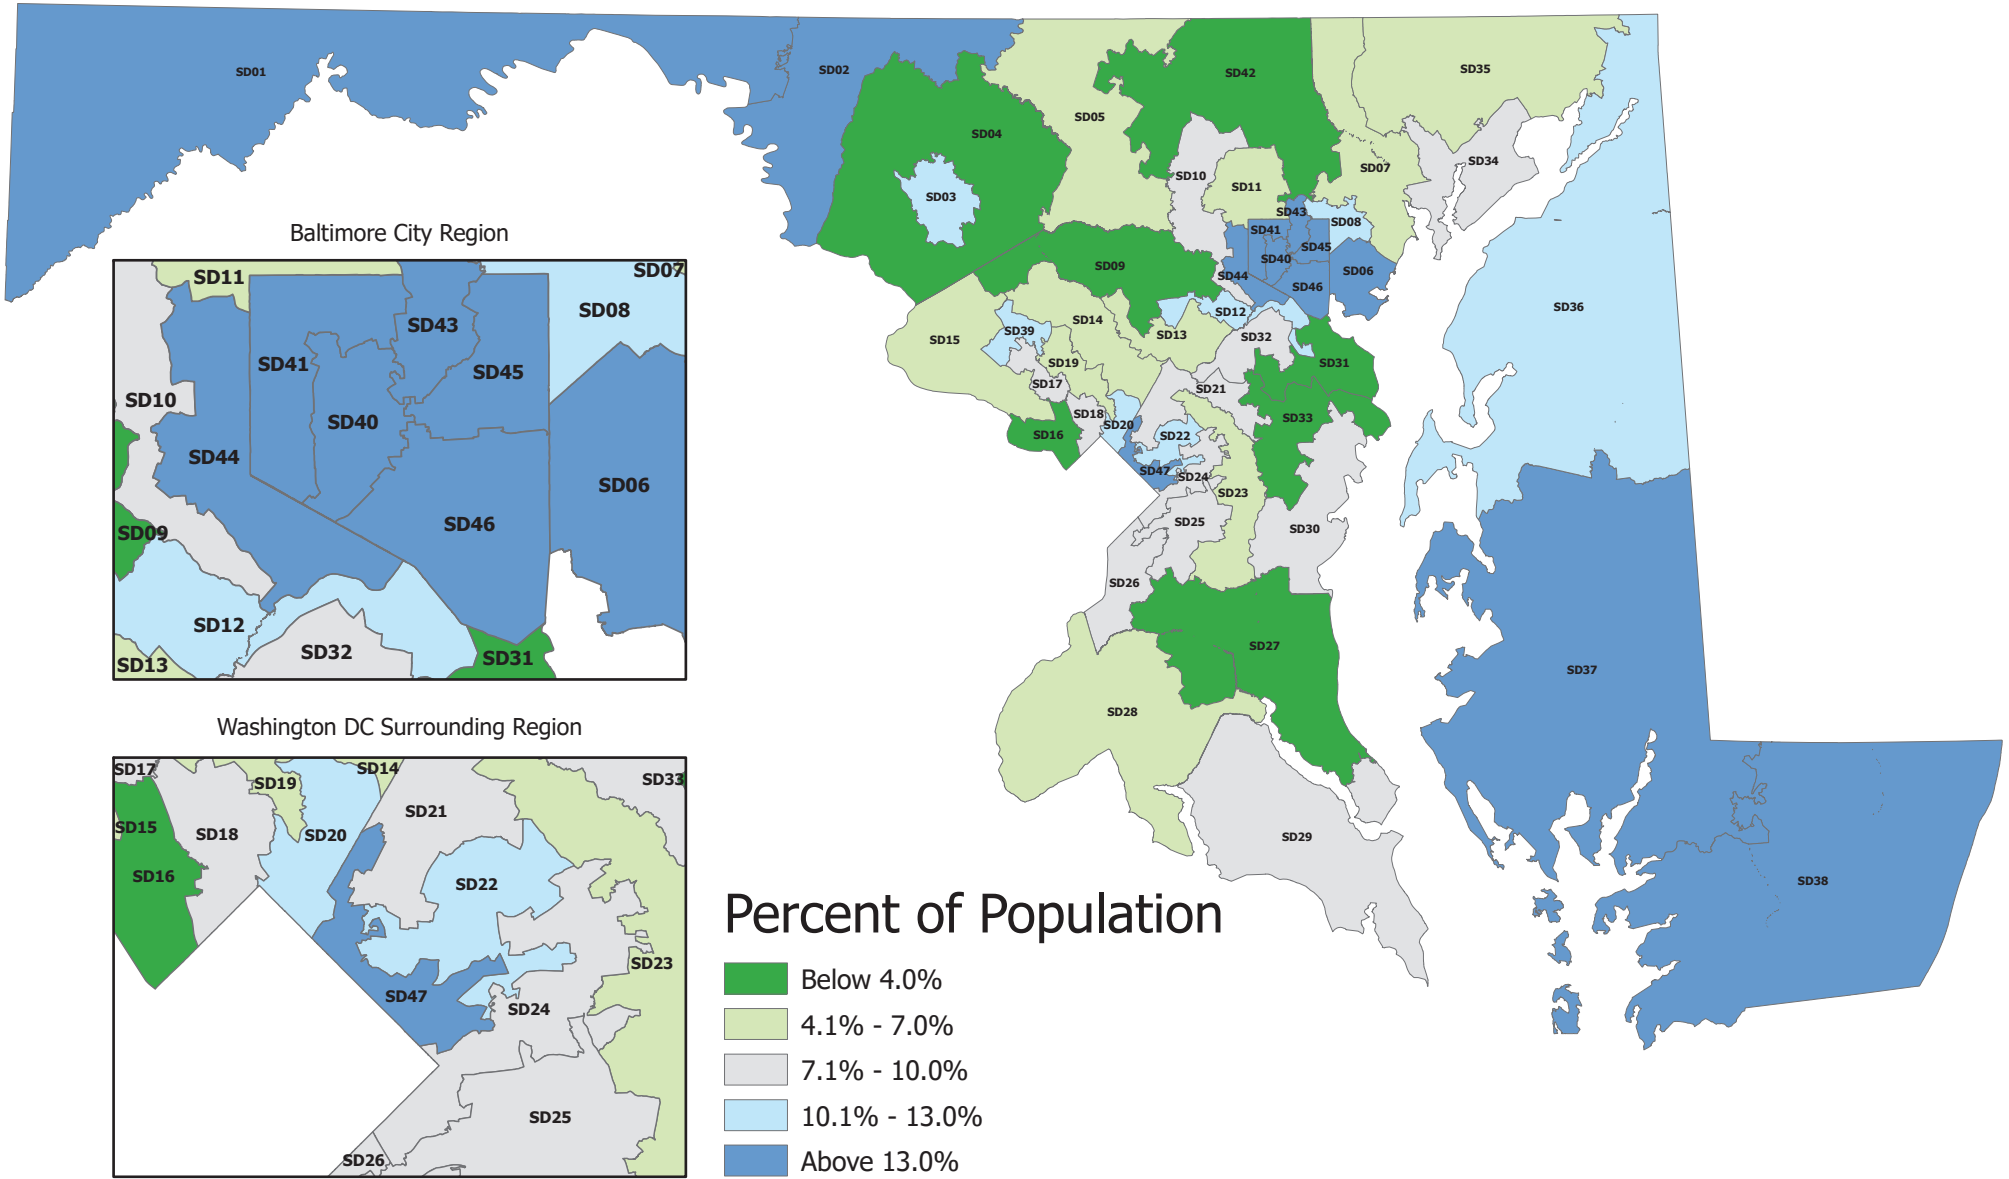 SD01
SD02
SD42
SD35
SD05
SD04
SD34
SD07
SD10
SD11
SD03
SD43
SD08
SD41
SD45
SD40
SD09
SD06
SD44
SD46
SD36
SD12
SD14
SD39
SD13
SD32
SD15
SD19
SD31
SD17
SD21
SD18
SD33
SD20
SD16
SD22
SD47
SD24
SD23
SD25
SD30
SD26
SD27
SD37
SD28
SD29
SD38
Baltimore City Region
SD11
SD07
SD08
SD43
SD41
SD45
SD10
SD40
SD44
SD06
SD46
SD09
SD12
SD32
SD31
SD13
Washington DC Surrounding Region
SD17
SD14
SD33
SD19
SD21
SD15
SD18
SD20
SD16
SD22
SD23
SD47
SD24
SD25
SD26
Percent of Population
Below 4.0%
4.1% - 7.0%
7.1% - 10.0%
10.1% - 13.0%
Above 13.0%